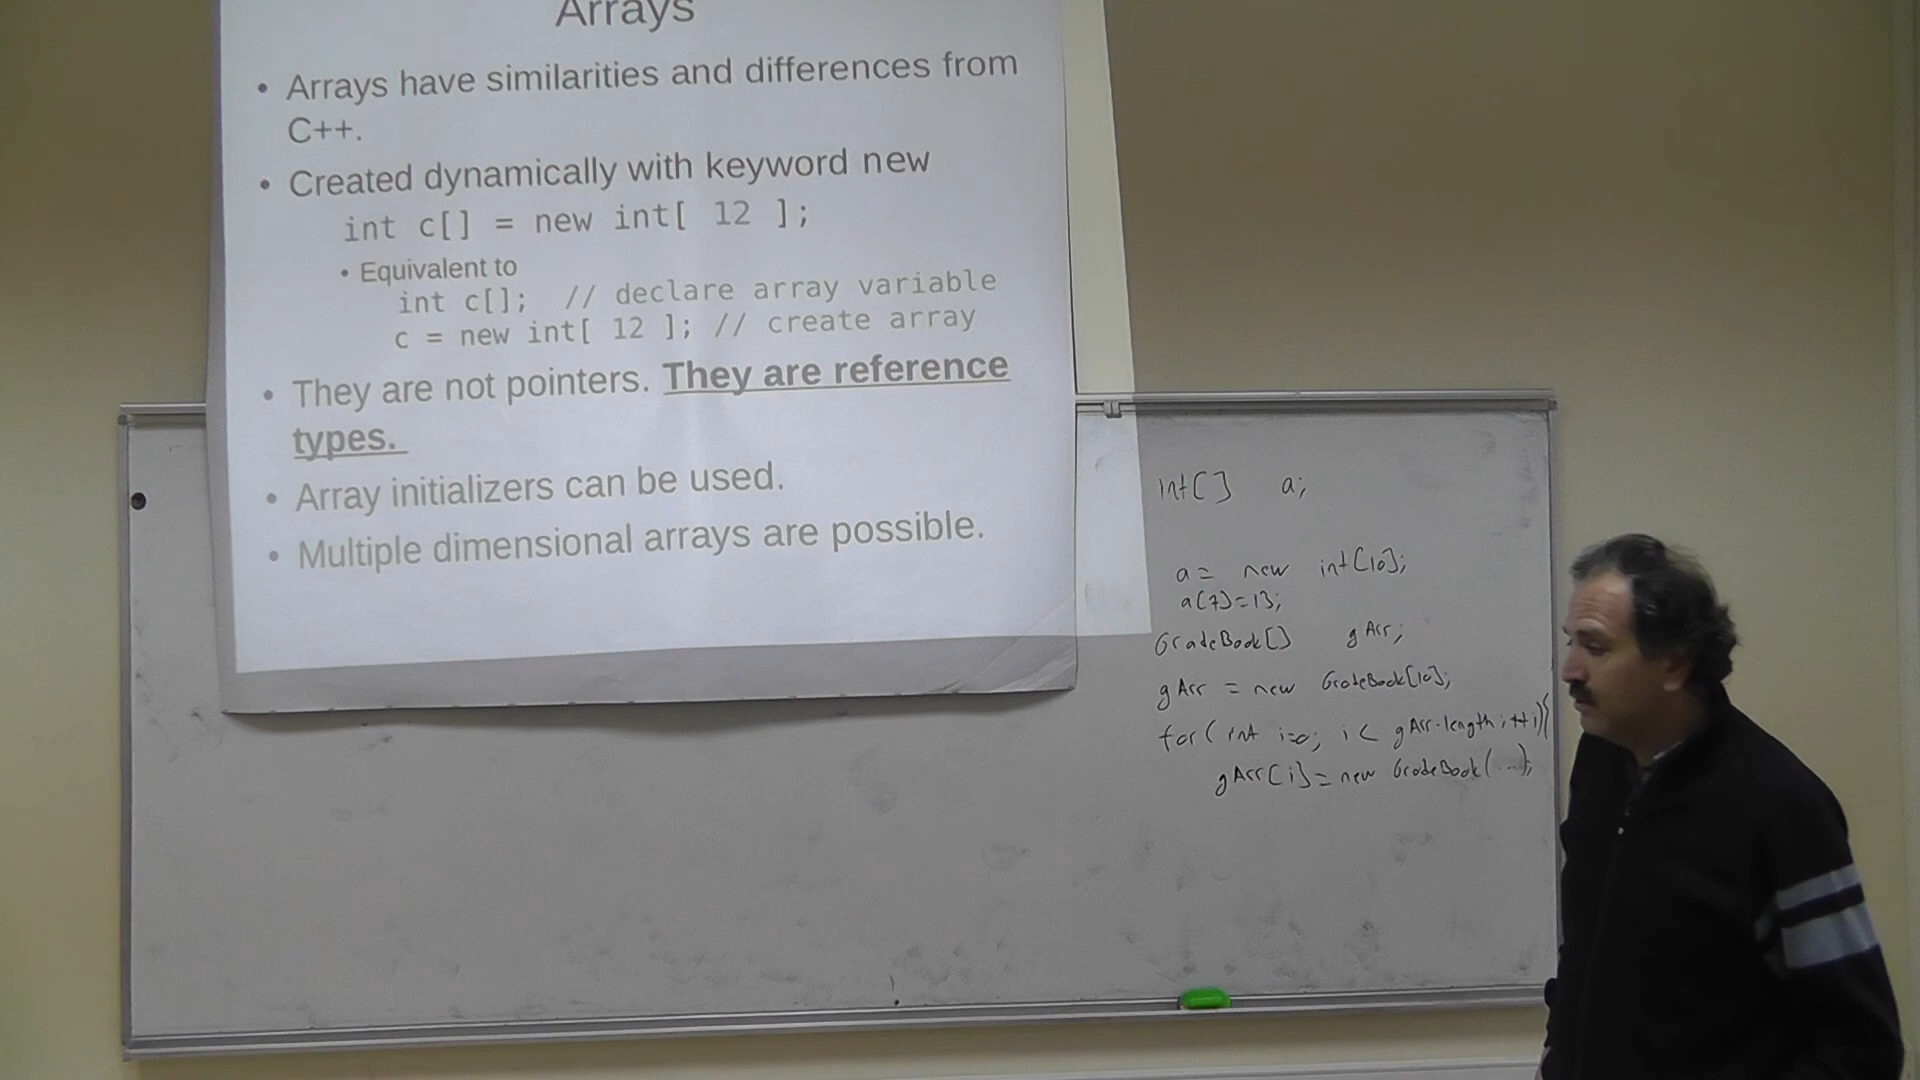 Arrays
• Arrays have similarities and differences from
C++.
• Created dynamically with keyword new
int c[] = new int[ 12 ];
• Equivalent to
int c[]; // declare array variable
c = new int[ 12 ]; // create array
• They are not pointers. They are reference
types.
• Array initializers can be used.
• Multiple dimensional arrays are possible.
int[] a;
a = new int[10];
a[7]=13;
GradeBook[] gArr;
gArr = new GradeBook[10];
for( int i=0; i < gArr.length; ++i){
gArr[i] = new GradeBook(...);